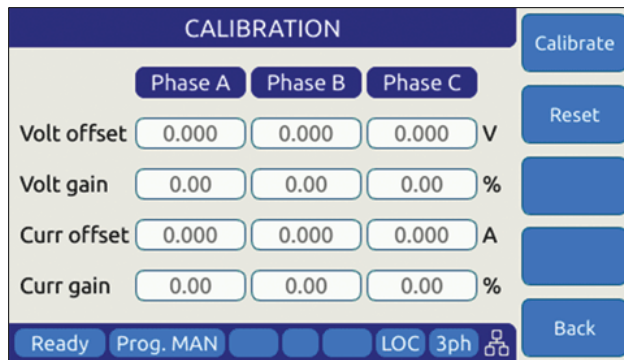 CALIBRATION
Calibrate
Phase A Phase B Phase C
Reset
Volt offset 0.000 0.000 0.000 V
Volt gain 0.00 0.00 0.00 %
Curr offset 0.000 0.000 0.000 A
Curr gain 0.00 0.00 0.00 %
Back
Ready Prog. MAN LOC 3ph